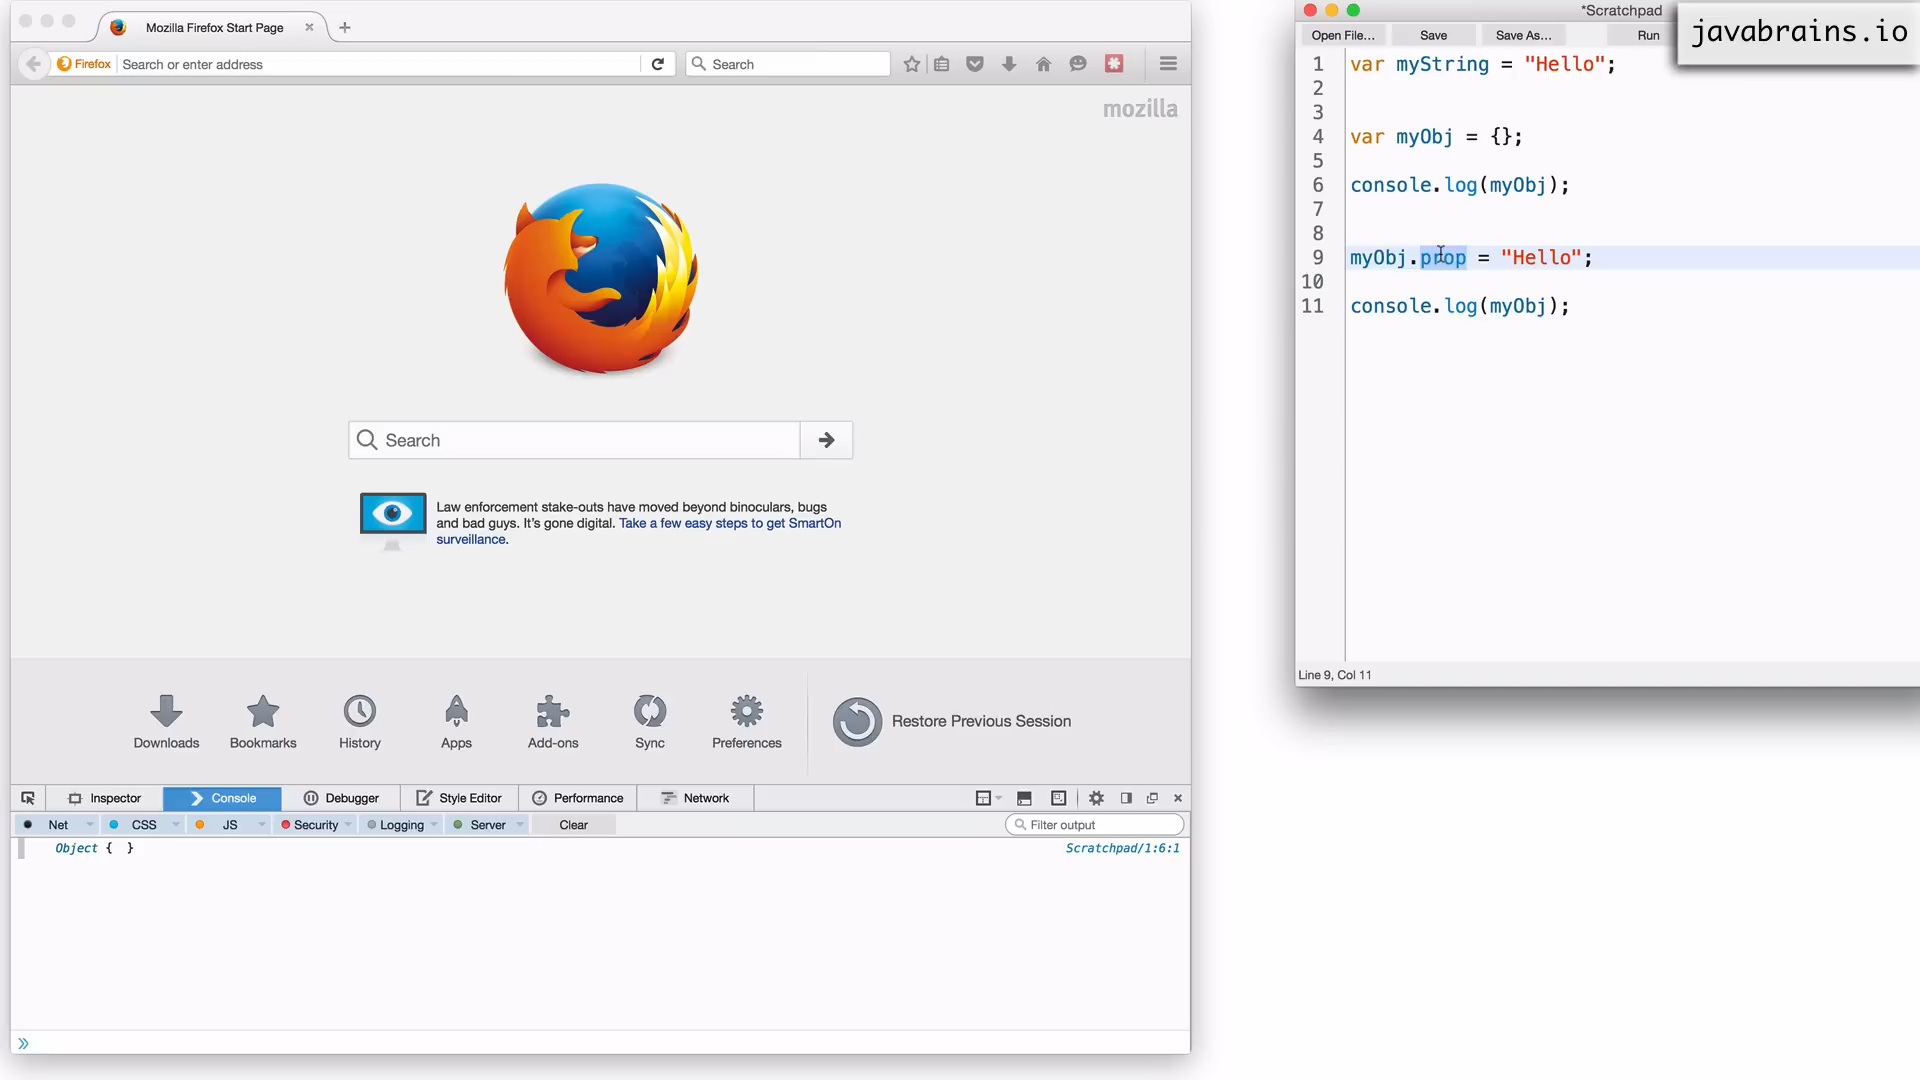 Mozilla Firefox Start Page
Firefox Search or enter address
Search
mozilla
Search
Law enforcement stake-outs have moved beyond binoculars, bugs
and bad guys. It's gone digital. Take a few easy steps to get SmartOn
surveillance.
Downloads Bookmarks History Apps Add-ons Sync Preferences Restore Previous Session
Inspector Console Debugger Style Editor Performance Network
Net CSS JS Security Logging Server Clear Filter output
Object { } Scratchpad/1:6:1
*Scratchpad
javabrains.io
Open File... Save Save As... Run
1 var myString = "Hello";
2
3
4 var myObj = {};
5
6 console.log(myObj);
7
8
9 myObj.prop = "Hello";
10
11 console.log(myObj);
Line 9, Col 11